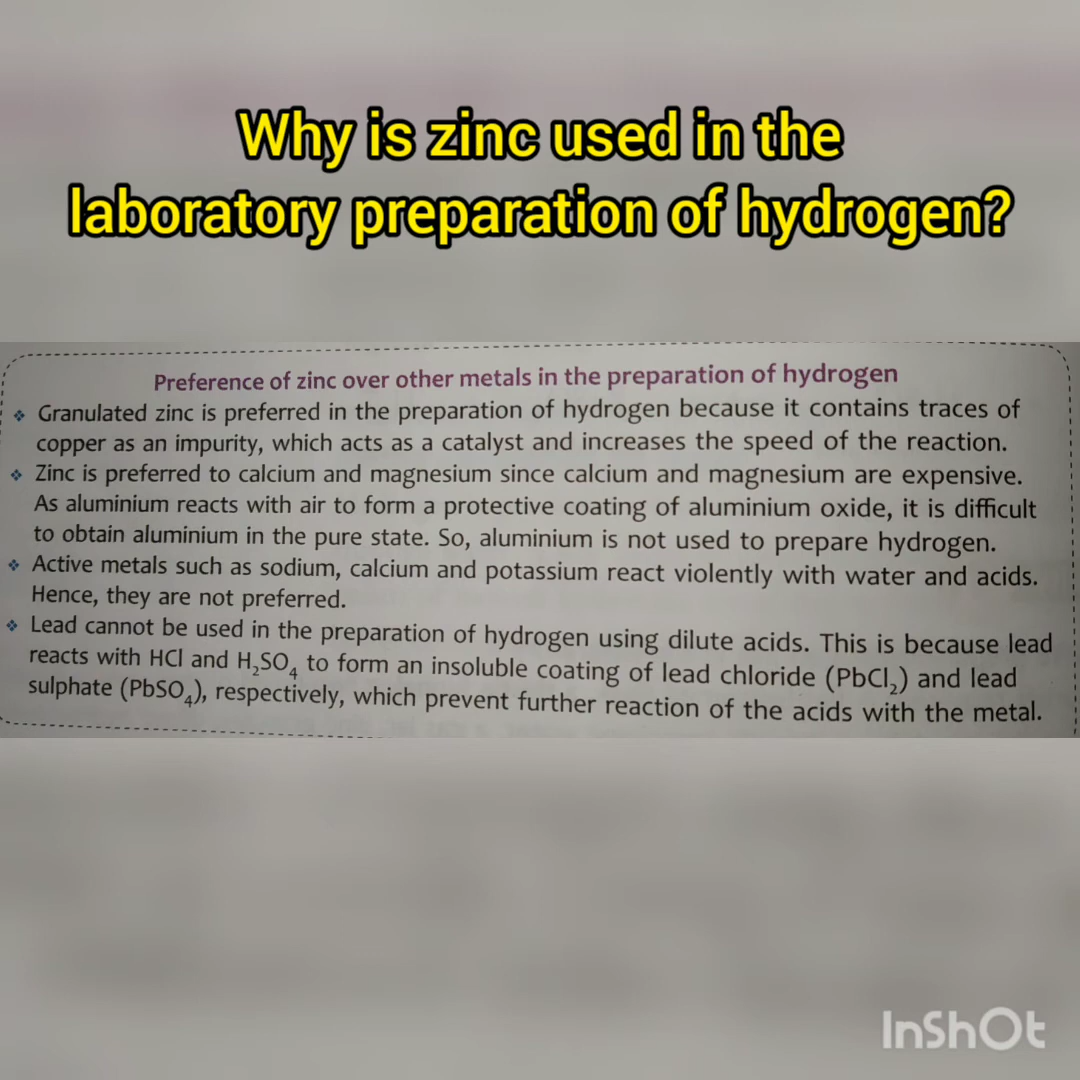 Why is zinc used in the
laboratory preparation of hydrogen?
Preference of zinc over other metals in the preparation of hydrogen
❖ Granulated zinc is preferred in the preparation of hydrogen because it contains traces of
copper as an impurity, which acts as a catalyst and increases the speed of the reaction.
❖ Zinc is preferred to calcium and magnesium since calcium and magnesium are expensive.
As aluminium reacts with air to form a protective coating of aluminium oxide, it is difficult
to obtain aluminium in the pure state. So, aluminium is not used to prepare hydrogen.
❖ Active metals such as sodium, calcium and potassium react violently with water and acids.
Hence, they are not preferred.
❖ Lead cannot be used in the preparation of hydrogen using dilute acids. This is because lead
reacts with HCl and H₂SO₄ to form an insoluble coating of lead chloride (PbCl₂) and lead
sulphate (PbSO₄), respectively, which prevent further reaction of the acids with the metal.
InShOt